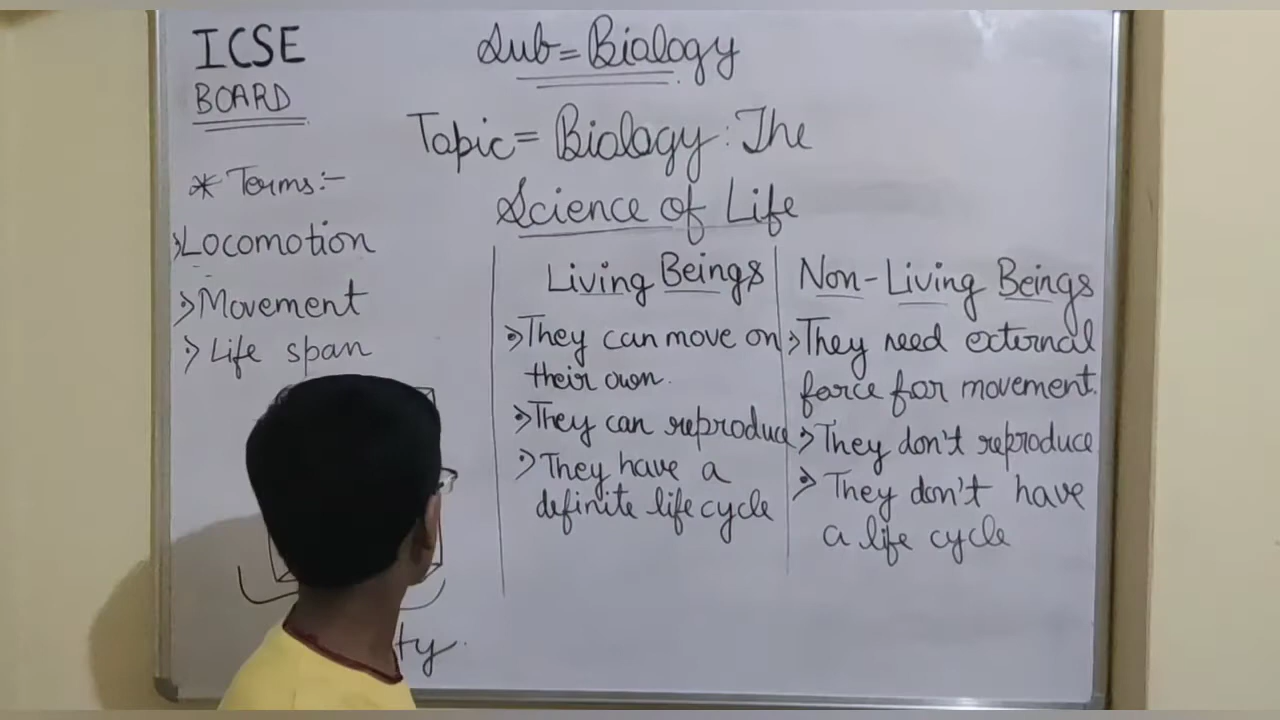 ICSE
BOARD
Sub = Biology
Topic = Biology: The
Science of Life
* Terms:-
Locomotion
Movement
Life span
Living Beings
They can move on
their own.
They can reproduce
They have a
definite life cycle
Non-Living Beings
They need external
force for movement.
They don't reproduce
They don't have
a life cycle